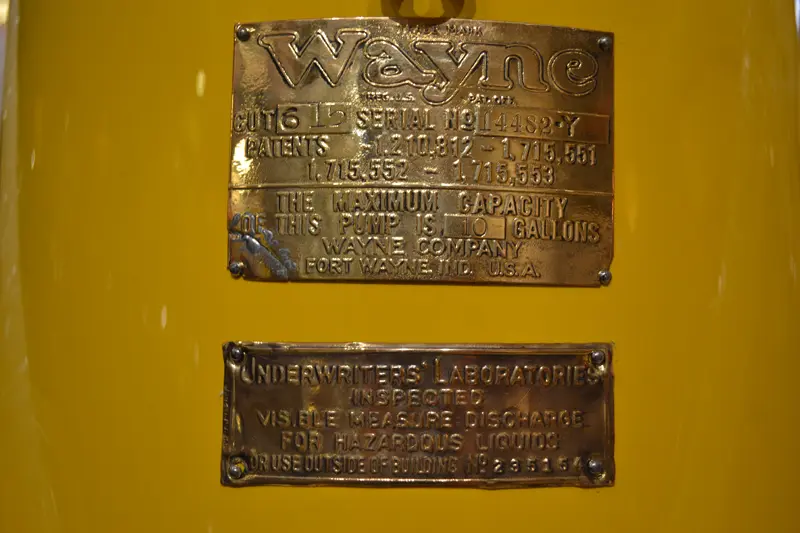 TRADE MARK
Wayne
REG. U.S. PAT. OFF.
CUT 615 SERIAL Nº 14482-Y
PATENTS 1,210,812 - 1,715,551
1,715,552 - 1,715,553
THE MAXIMUM CAPACITY
OF THIS PUMP IS 10 GALLONS
WAYNE COMPANY
FORT WAYNE IND. U.S.A.
UNDERWRITERS' LABORATORIES
INSPECTED
VISIBLE MEASURE DISCHARGE
FOR HAZARDOUS LIQUIDS
FOR USE OUTSIDE OF BUILDING Nº